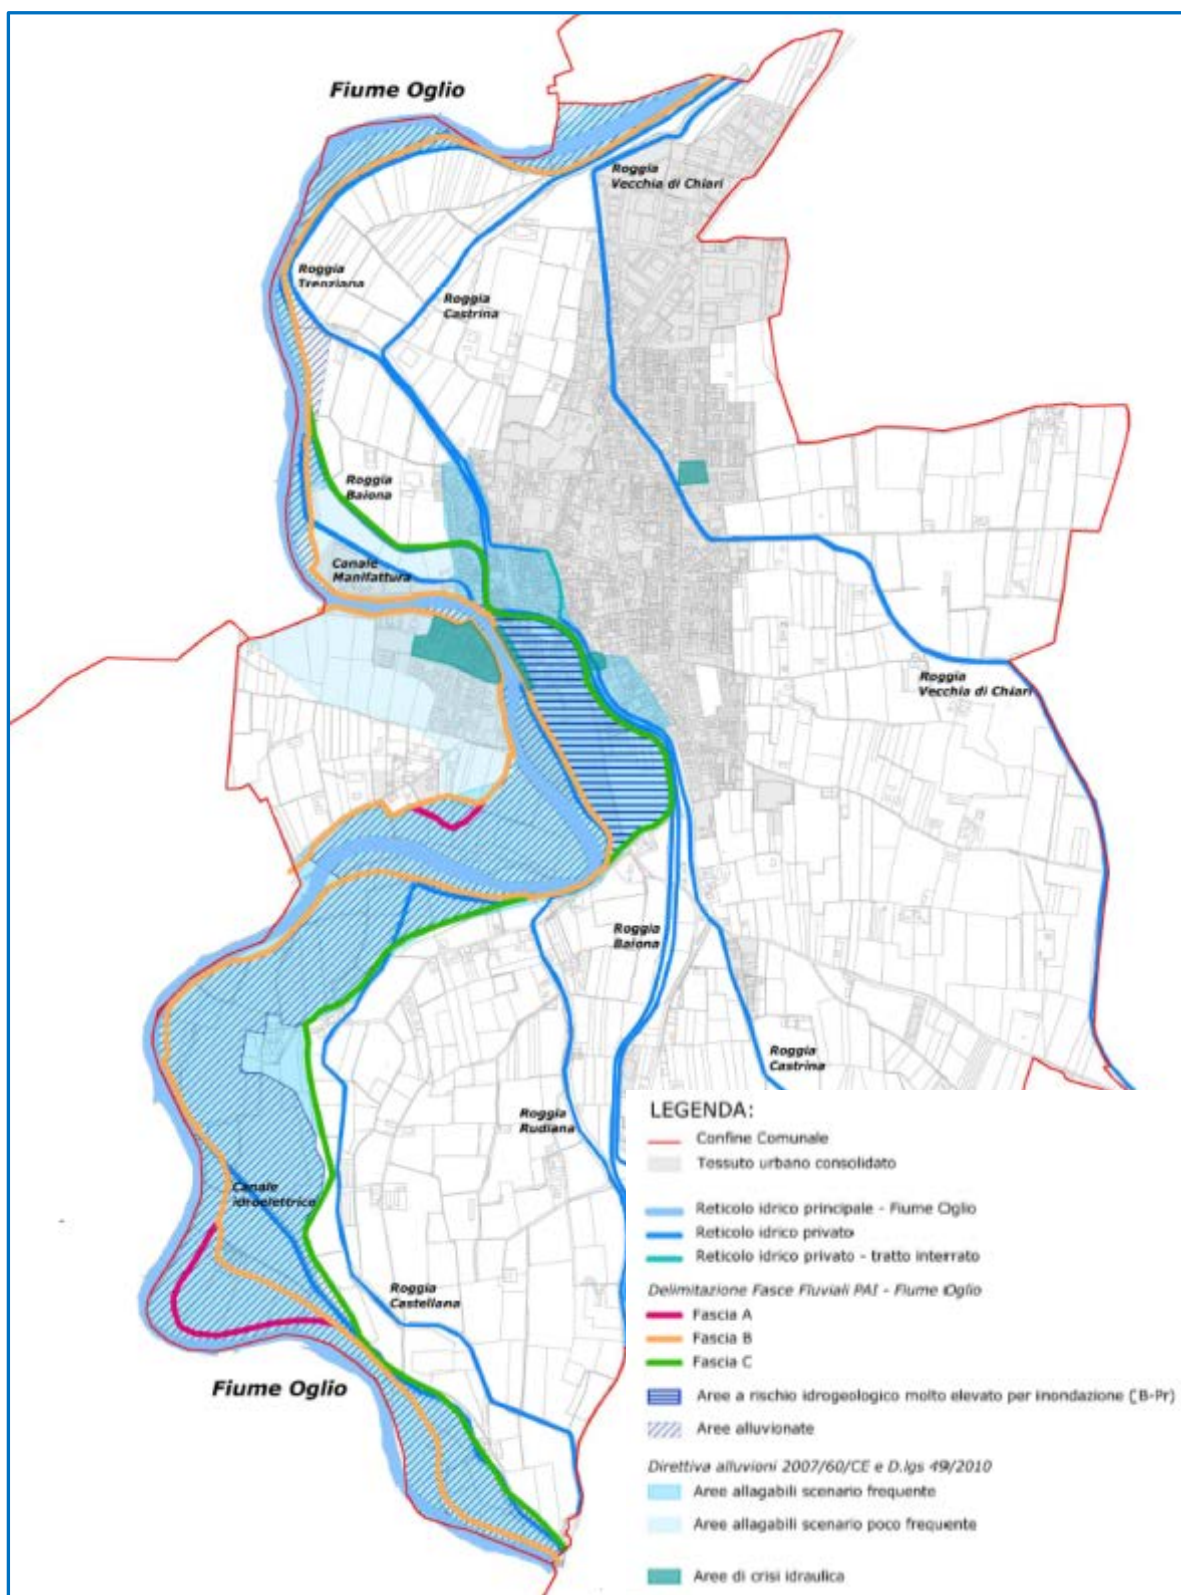 Fiume Oglio
Roggia
Vecchia di Chiari
Roggia
Trenziana
Roggia
Castrina
Roggia
Baiona
Canale
Manifattura
Roggia
Vecchia di Chiari
Roggia
Baiona
Roggia
Castrina
Roggia
Rudiana
Canale
idroelettrico
Roggia
Castellana
Fiume Oglio
LEGENDA:
Confine Comunale
Tessuto urbano consolidato
Reticolo idrico principale - Fiume Oglio
Reticolo idrico privato
Reticolo idrico privato - tratto interrato
Delimitazione Fasce Fluviali PAI - Fiume Oglio
Fascia A
Fascia B
Fascia C
Aree a rischio idrogeologico molto elevato per inondazione (B-Pr)
Aree alluvionate
Direttiva alluvioni 2007/60/CE e D.lgs 49/2010
Aree allagabili scenario frequente
Aree allagabili scenario poco frequente
Aree di crisi idraulica